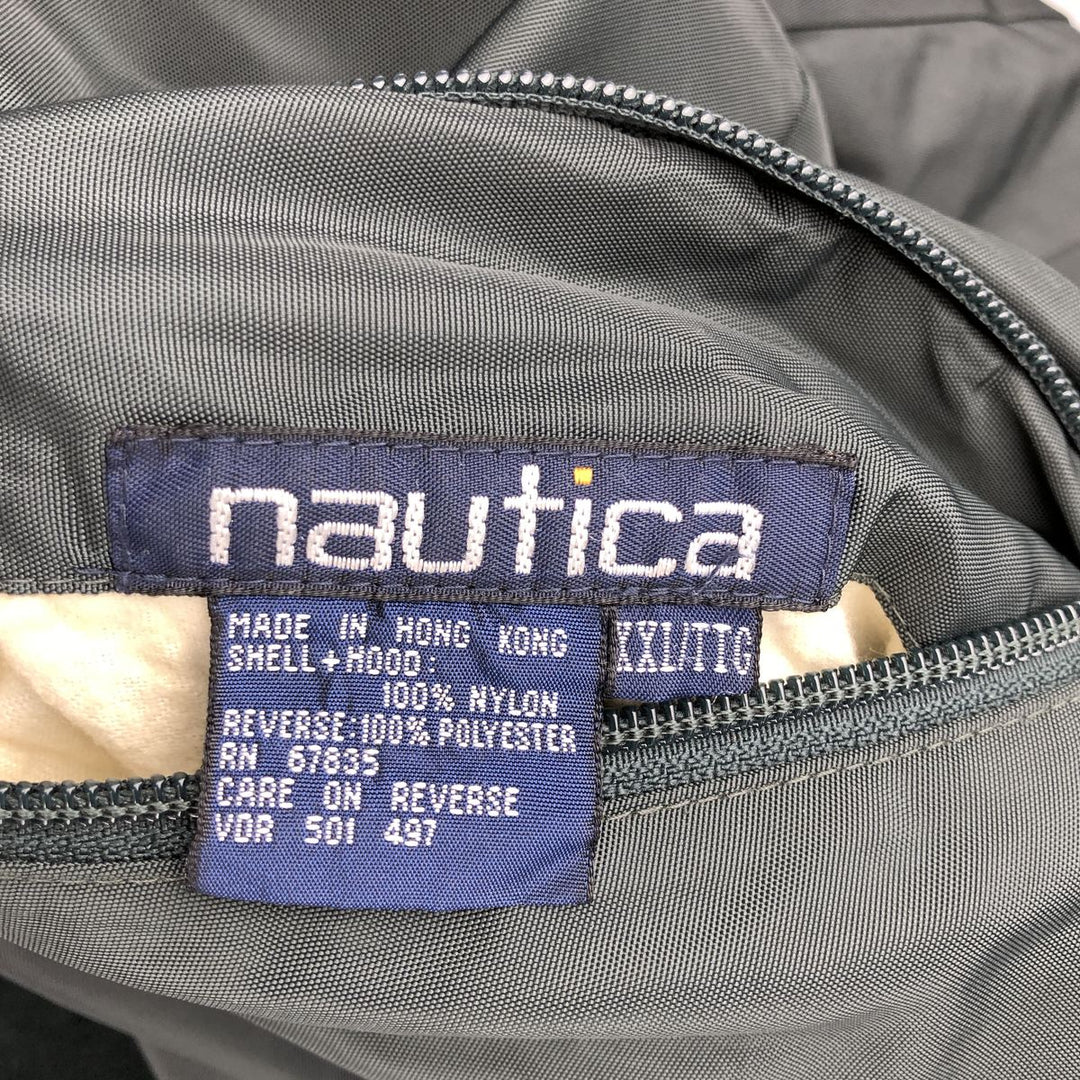 nautica
MADE IN HONG KONG
SHELL+HOOD:
100% NYLON
REVERSE:100% POLYESTER
RN 67835
CARE ON REVERSE
VDR 501 497
XXL/TTG